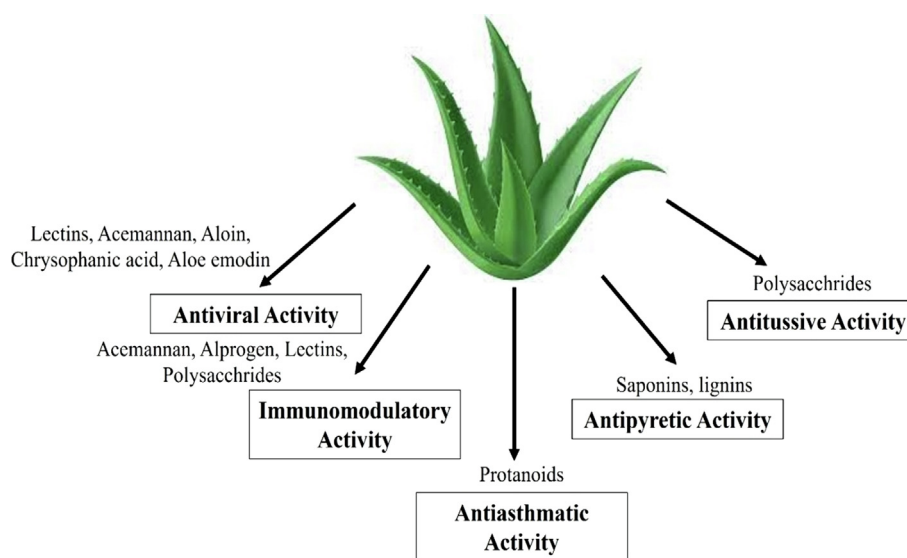 Lectins, Acemannan, Aloin,
Chrysophanic acid, Aloe emodin
Antiviral Activity
Acemannan, Alprogen, Lectins,
Polysacchrides
Immunomodulatory
Activity
Protanoids
Antiasthmatic
Activity
Saponins, lignins
Antipyretic Activity
Polysacchrides
Antitussive Activity